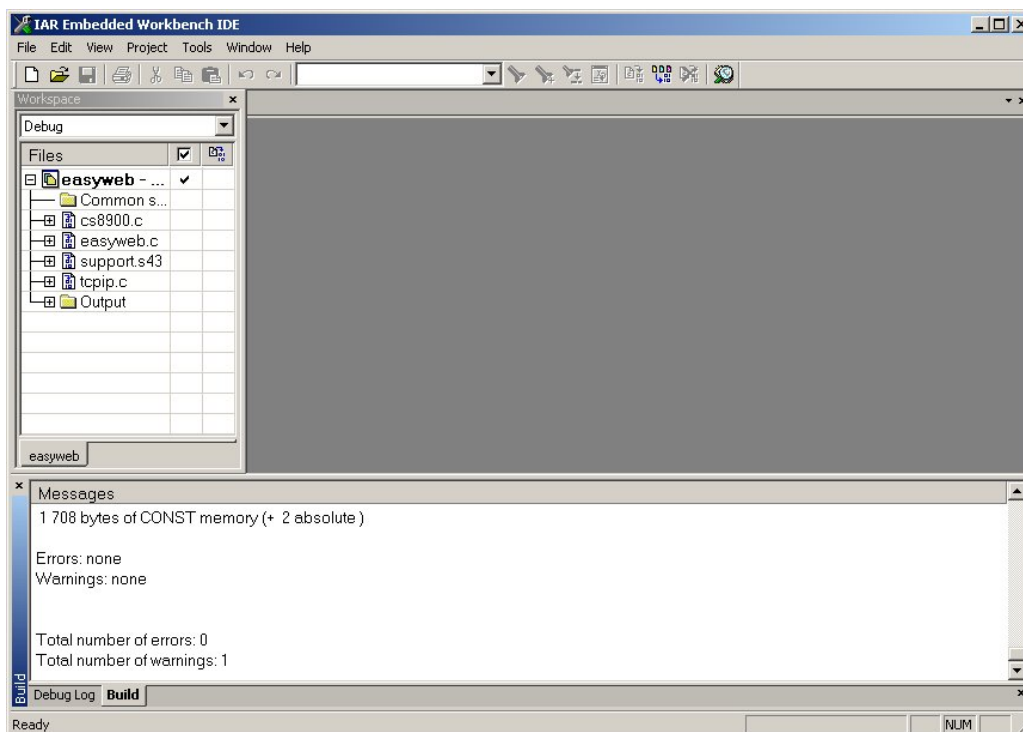 IAR Embedded Workbench IDE
File Edit View Project Tools Window Help
Workspace
Debug
Files
easyweb - ...
Common s...
cs8900.c
easyweb.c
support.s43
tcpip.c
Output
easyweb
Messages
1 708 bytes of CONST memory (+ 2 absolute )
Errors: none
Warnings: none
Total number of errors: 0
Total number of warnings: 1
Build
Debug Log Build
Ready NUM